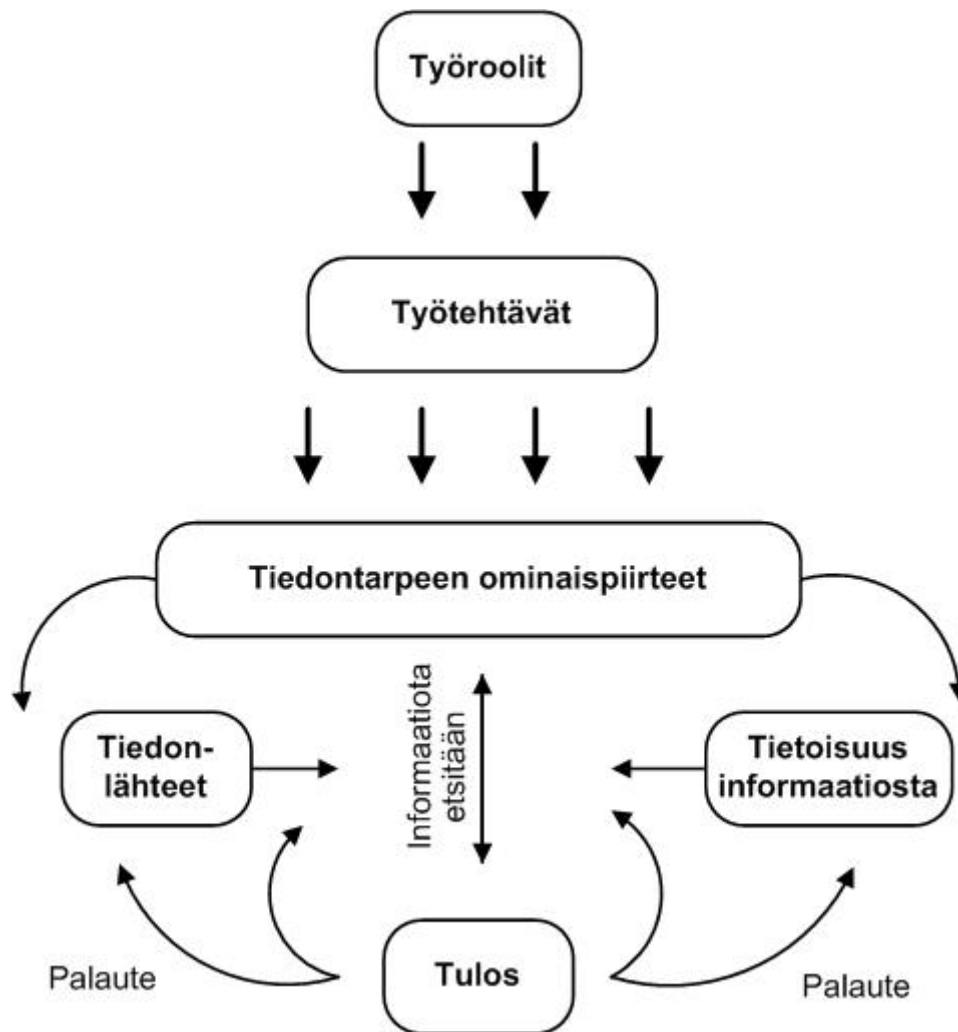 Työroolit
Työtehtävät
Tiedontarpeen ominaispiirteet
Informaatiota
etsitään
Tiedon-
lähteet
Tietoisuus
informaatiosta
Palaute
Tulos
Palaute